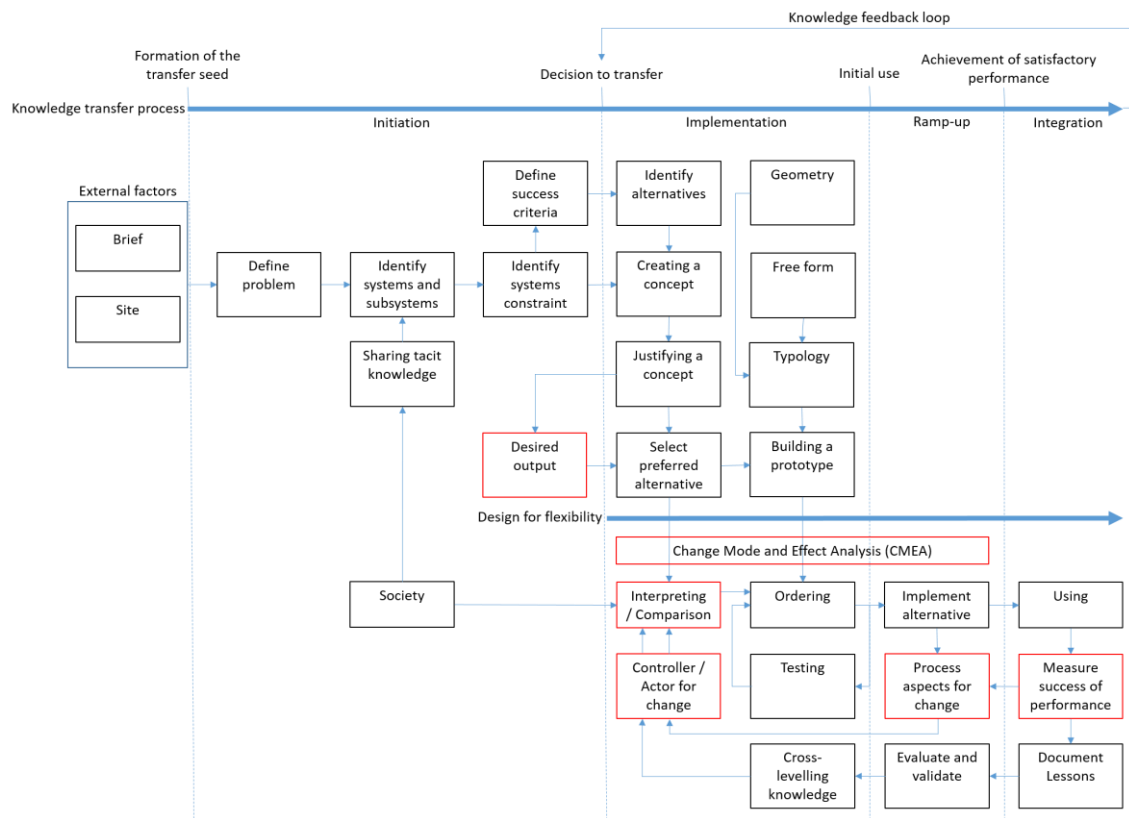 Knowledge feedback loop
Formation of the
transfer seed
Decision to transfer
Initial use
Achievement of satisfactory
performance
Knowledge transfer process
Initiation
Implementation
Ramp-up
Integration
External factors
Brief
Site
Define
problem
Identify
systems and
subsystems
Define
success
criteria
Identify
systems
constraint
Identify
alternatives
Creating a
concept
Geometry
Free form
Sharing tacit
knowledge
Justifying a
concept
Typology
Desired
output
Select
preferred
alternative
Building a
prototype
Design for flexibility
Change Mode and Effect Analysis (CMEA)
Society
Interpreting
/ Comparison
Ordering
Implement
alternative
Using
Controller /
Actor for
change
Testing
Process
aspects for
change
Measure
success of
performance
Cross-
levelling
knowledge
Evaluate and
validate
Document
Lessons